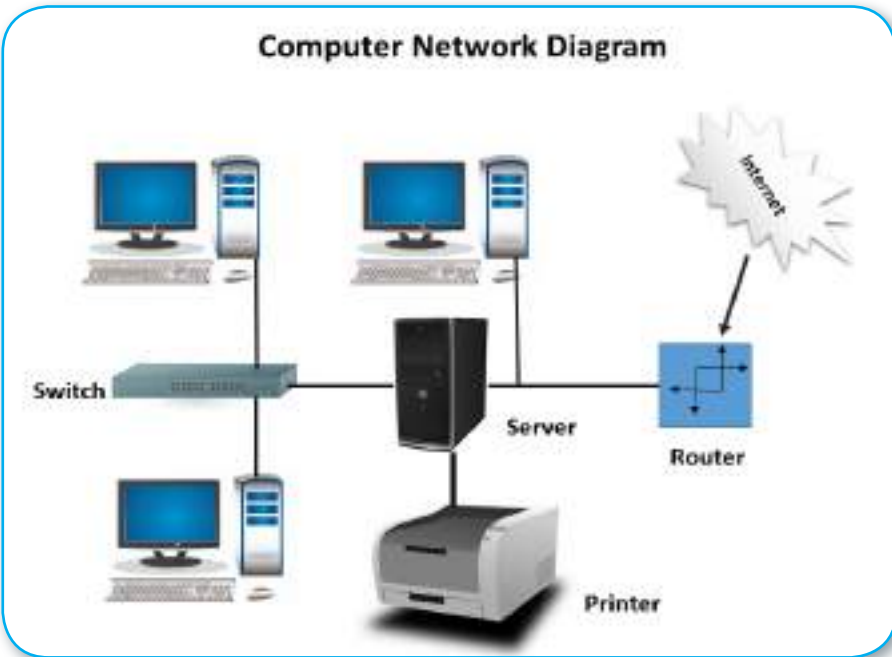 Computer Network Diagram
Internet
Switch
Server
Router
Printer